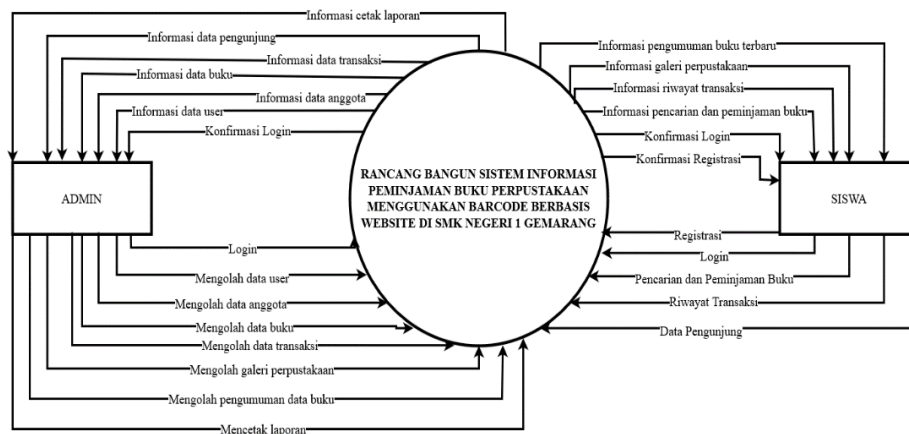 Informasi cetak laporan
Informasi data pengunjung
Informasi data transaksi
Informasi data buku
Informasi data anggota
Informasi data user
Konfirmasi Login
Informasi pengumuman buku terbaru
Informasi galeri perpustakaan
Informasi riwayat transaksi
Informasi pencarian dan peminjaman buku
Konfirmasi Login
Konfirmasi Registrasi
ADMIN
RANCANG BANGUN SISTEM INFORMASI
PEMINJAMAN BUKU PERPUSTAKAAN
MENGGUNAKAN BARCODE BERBASIS
WEBSITE DI SMK NEGERI 1 GEMARANG
SISWA
Login
Mengolah data user
Mengolah data anggota
Mengolah data buku
Mengolah data transaksi
Mengolah galeri perpustakaan
Mengolah pengumuman data buku
Mencetak laporan
Registrasi
Login
Pencarian dan Peminjaman Buku
Riwayat Transaksi
Data Pengunjung